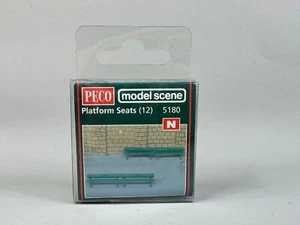 PECO model scene
Platform Seats (12) 5180
N